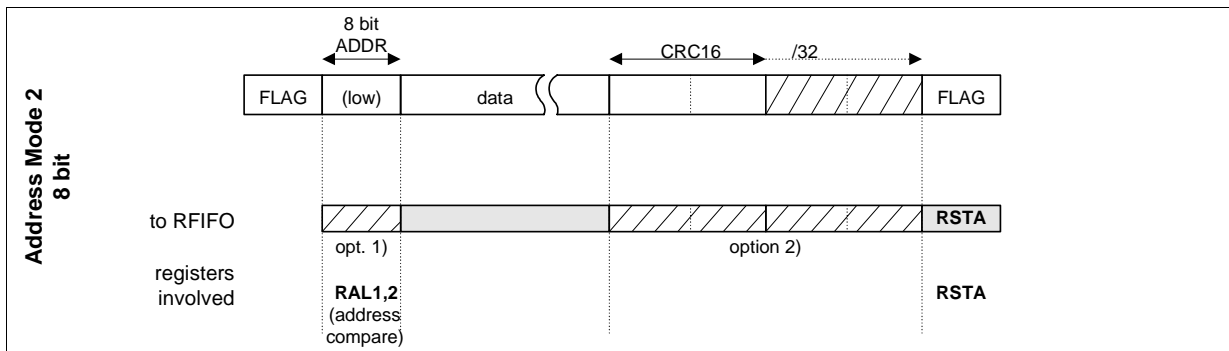 Address Mode 2
8 bit
8 bit
ADDR
CRC16 /32
FLAG (low) data FLAG
to RFIFO RSTA
opt. 1) option 2)
registers
involved
RAL1,2 RSTA
(address
compare)